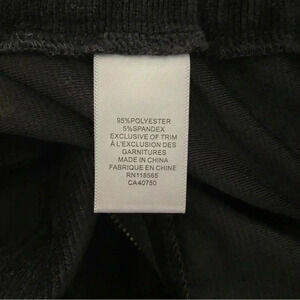 95%POLYESTER
5%SPANDEX
EXCLUSIVE OF TRIM
À L'EXCLUSION DES
GARNITURES
MADE IN CHINA
FABRIQUE EN CHINE
RN118565
CA40750